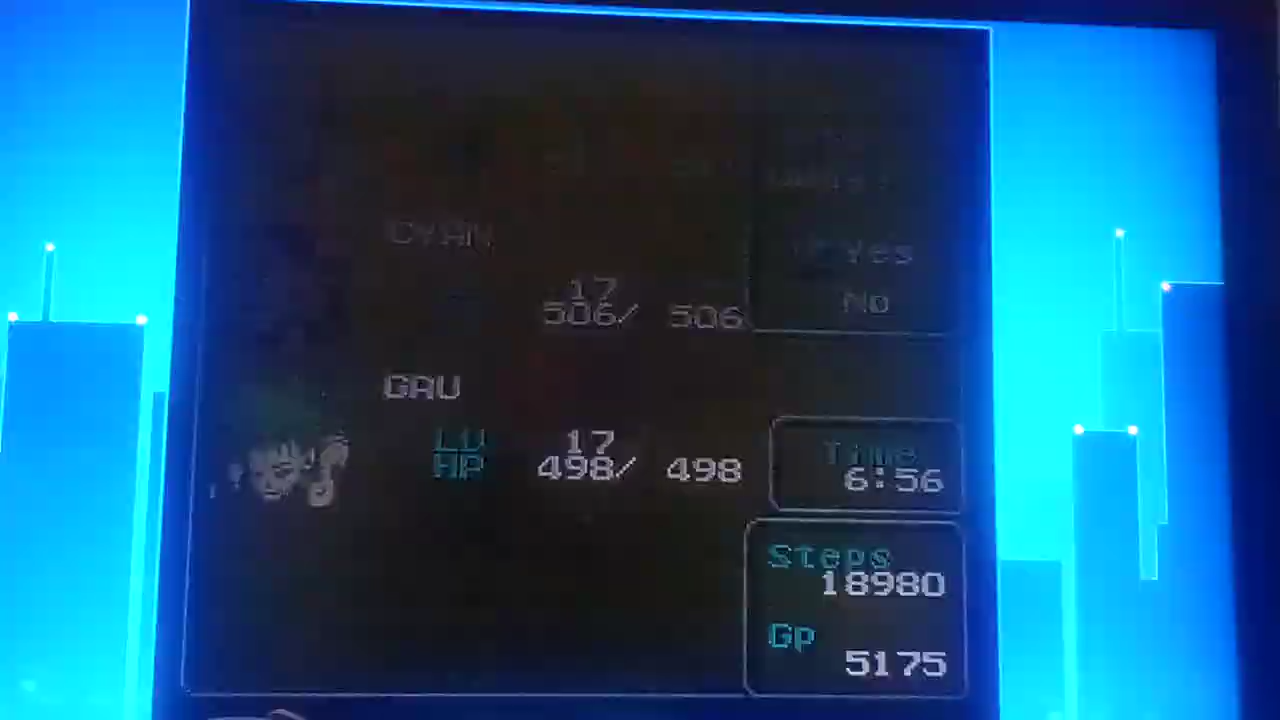 CYAN
17
506/ 506
Yes
No
GAU
LV 17
HP 498/ 498
Time
6:56
Steps
18980
Gp
5175